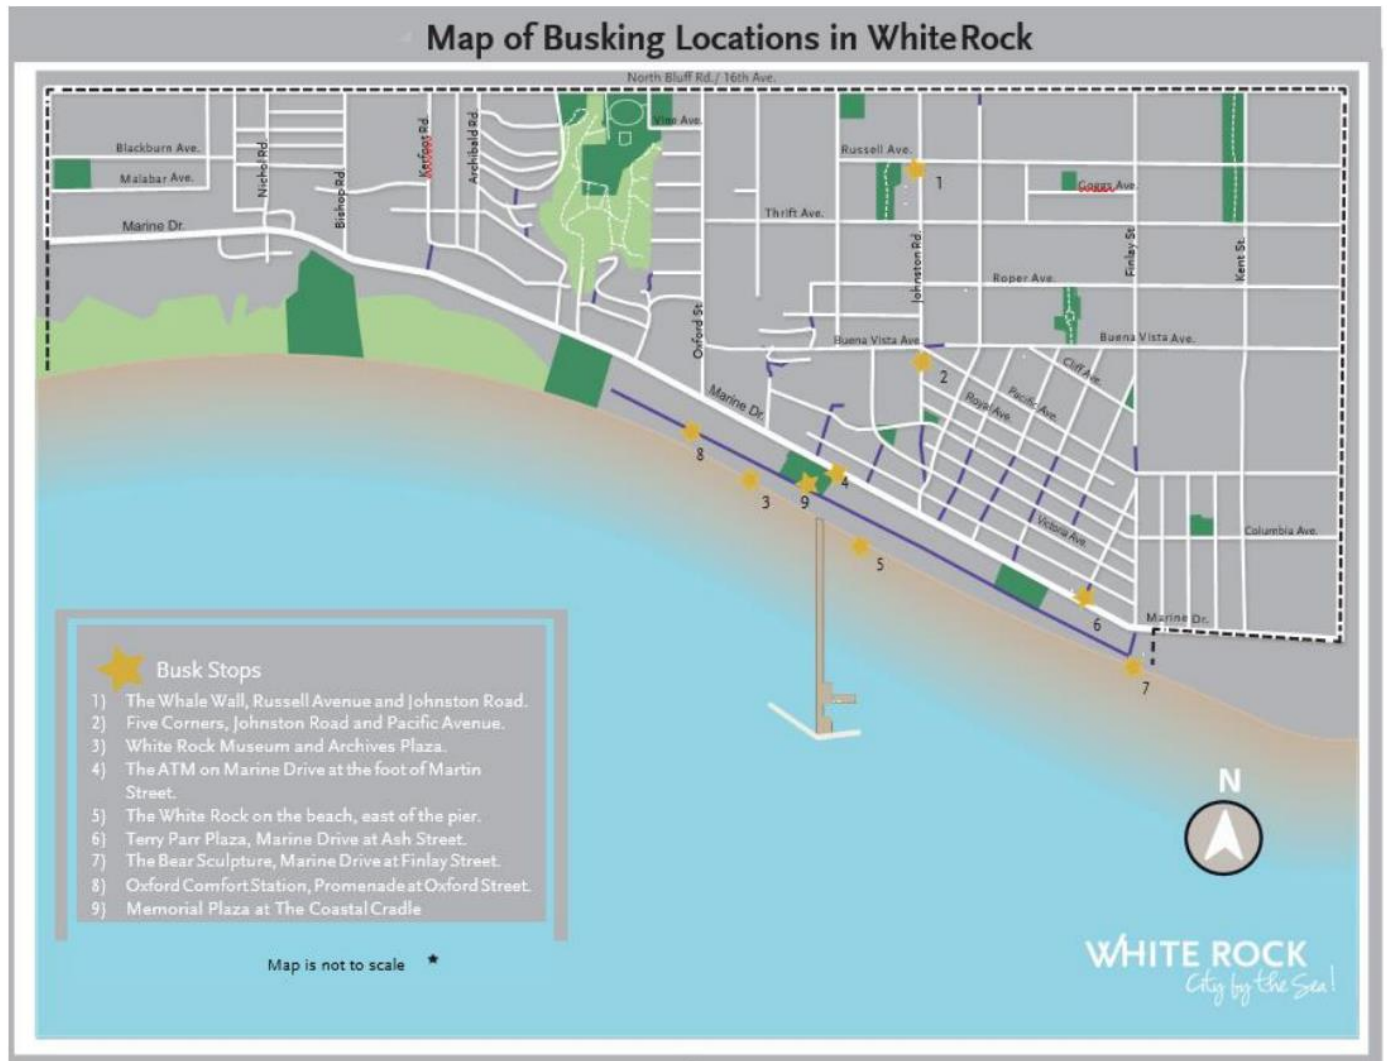 Map of Busking Locations in White Rock
North Bluff Rd./ 16th Ave.
Blackburn Ave.
Malabar Ave.
Marine Dr.
Nichol Rd.
Bishop Rd.
Kerfoot Rd.
Archibald Rd.
Vine Ave.
Oxford St.
Russell Ave.
1
Goggs Ave.
Thrift Ave.
Johnston Rd.
Finlay St.
Kent St.
Roper Ave.
Buena Vista Ave.
Buena Vista Ave.
2
Cliff Ave.
Pacific Ave.
Royal Ave.
Marine Dr.
8
3
9
4
5
Victoria Ave.
Columbia Ave.
6
Marine Dr.
7
Busk Stops
1) The Whale Wall, Russell Avenue and Johnston Road.
2) Five Corners, Johnston Road and Pacific Avenue.
3) White Rock Museum and Archives Plaza.
4) The ATM on Marine Drive at the foot of Martin
Street.
5) The White Rock on the beach, east of the pier.
6) Terry Parr Plaza, Marine Drive at Ash Street.
7) The Bear Sculpture, Marine Drive at Finlay Street.
8) Oxford Comfort Station, Promenade at Oxford Street.
9) Memorial Plaza at The Coastal Cradle
Map is not to scale *
N
WHITE ROCK
City by the Sea!